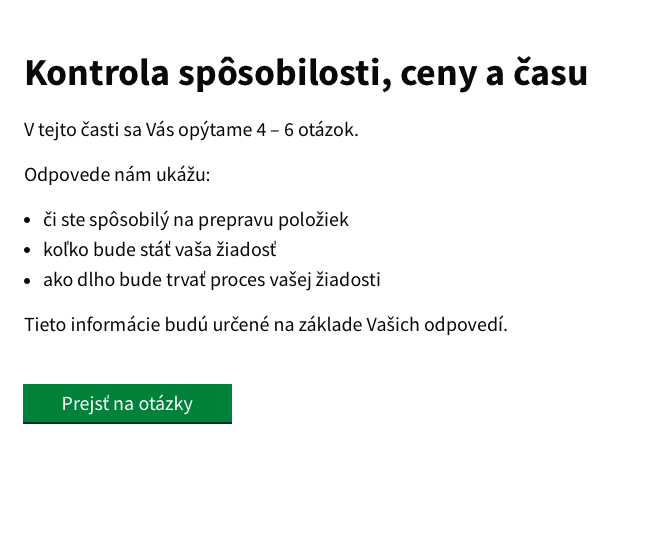 Kontrola spôsobilosti, ceny a času
V tejto časti sa Vás opýtame 4 – 6 otázok.
Odpovede nám ukážu:
• či ste spôsobilý na prepravu položiek
• koľko bude stáť vaša žiadosť
• ako dlho bude trvať proces vašej žiadosti
Tieto informácie budú určené na základe Vašich odpovedí.
Prejsť na otázky